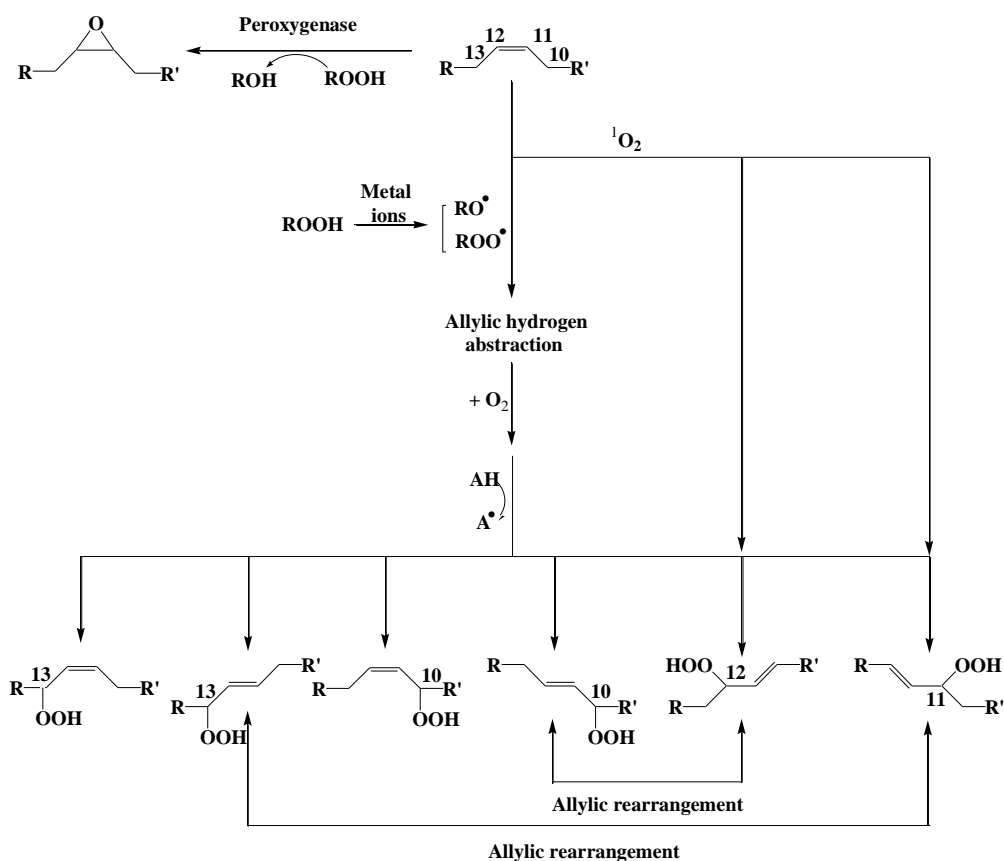 O
Peroxygenase
12 11
13 10
R R'
R R'
ROH ROOH
¹O₂
Metal
ions
ROOH
RO•
ROO•
Allylic hydrogen
abstraction
+ O₂
AH
A•
13
R R'
OOH
R'
13
R
OOH
R'
10
R
OOH
R
10
R'
OOH
HOO
12
R'
R
R
OOH
11
R'
Allylic rearrangement
Allylic rearrangement